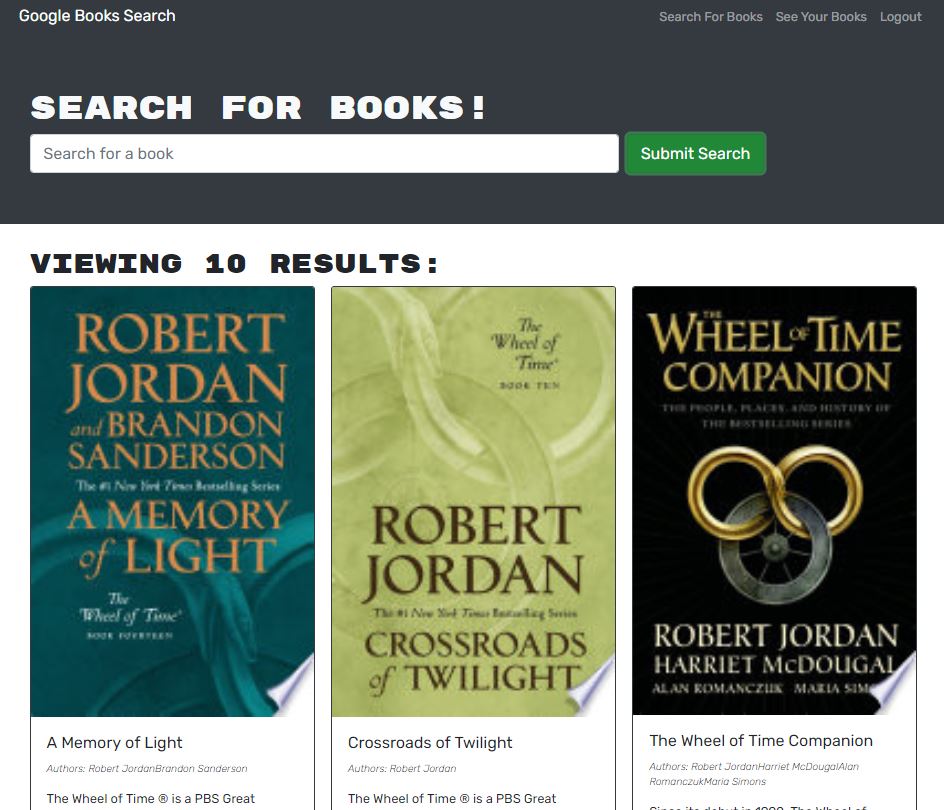 Google Books Search
Search For Books See Your Books Logout
SEARCH FOR BOOKS!
Search for a book
Submit Search
VIEWING 10 RESULTS:
ROBERT
JORDAN
and BRANDON
SANDERSON
The #1 New York Times Bestselling Series
A MEMORY
of LIGHT
The
Wheel of Time®
BOOK FOURTEEN
A Memory of Light
Authors: Robert JordanBrandon Sanderson
The Wheel of Time ® is a PBS Great
The
Wheel of
Time®
BOOK TEN
ROBERT
JORDAN
The #1 New York Times Bestselling Series
CROSSROADS
of TWILIGHT
Crossroads of Twilight
Authors: Robert Jordan
The Wheel of Time ® is a PBS Great
THE
WHEEL OF TIME
COMPANION
THE PEOPLE, PLACES, AND HISTORY OF
THE BESTSELLING SERIES
ROBERT JORDAN
HARRIET McDOUGAL
ALAN ROMANCZUK MARIA SIM
The Wheel of Time Companion
Authors: Robert JordanHarriet McDougalAlan
RomanczukMaria Simons